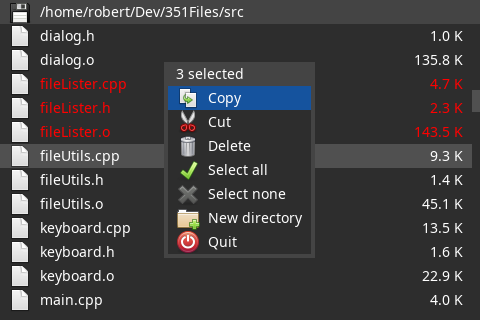 /home/robert/Dev/351Files/src
dialog.h 1.0 K
dialog.o 135.8 K
fileLister.cpp 4.7 K
fileLister.h 2.3 K
fileLister.o 143.5 K
fileUtils.cpp 9.3 K
fileUtils.h 1.4 K
fileUtils.o 45.1 K
keyboard.cpp 13.5 K
keyboard.h 1.6 K
keyboard.o 22.9 K
main.cpp 4.0 K
3 selected
Copy
Cut
Delete
Select all
Select none
New directory
Quit